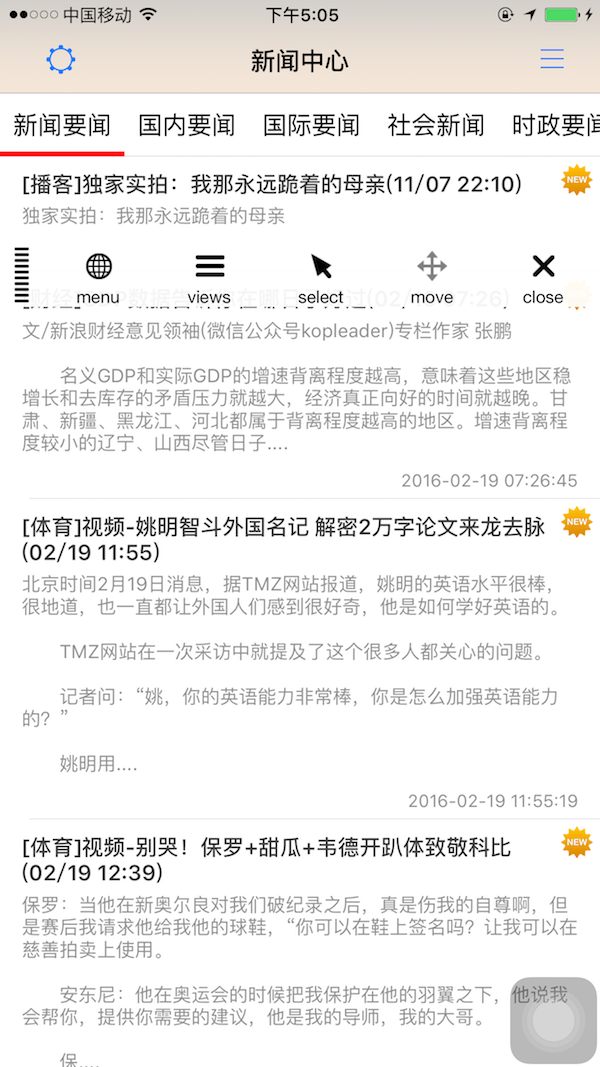 中国移动
下午5:05
新闻中心
新闻要闻 国内要闻 国际要闻 社会新闻 时政要闻
[播客]独家实拍：我那永远跪着的母亲(11/07 22:10)
NEW
独家实拍：我那永远跪着的母亲
menu views select move close
文/新浪财经意见领袖(微信公众号kopleader)专栏作家 张鹏
名义GDP和实际GDP的增速背离程度越高，意味着这些地区稳
增长和去库存的矛盾压力就越大，经济真正向好的时间就越晚。甘
肃、新疆、黑龙江、河北都属于背离程度越高的地区。增速背离程
度较小的辽宁、山西尽管日子....
2016-02-19 07:26:45
[体育]视频-姚明智斗外国名记 解密2万字论文来龙去脉
NEW
(02/19 11:55)
北京时间2月19日消息，据TMZ网站报道，姚明的英语水平很棒，
很地道，也一直都让外国人们感到很好奇，他是如何学好英语的。
TMZ网站在一次采访中就提及了这个很多人都关心的问题。
记者问：“姚，你的英语能力非常棒，你是怎么加强英语能力
的？”
姚明用....
2016-02-19 11:55:19
[体育]视频-别哭！保罗+甜瓜+韦德开趴体致敬科比
NEW
(02/19 12:39)
保罗：当他在新奥尔良对我们破纪录之后，真是伤我的自尊啊，但
是赛后我请求他给我他的球鞋，“你可以在鞋上签名吗？让我可以在
慈善拍卖上使用。
安东尼：他在奥运会的时候把我保护在他的羽翼之下，他说我
会帮你，提供你需要的建议，他是我的导师，我的大哥。
保....